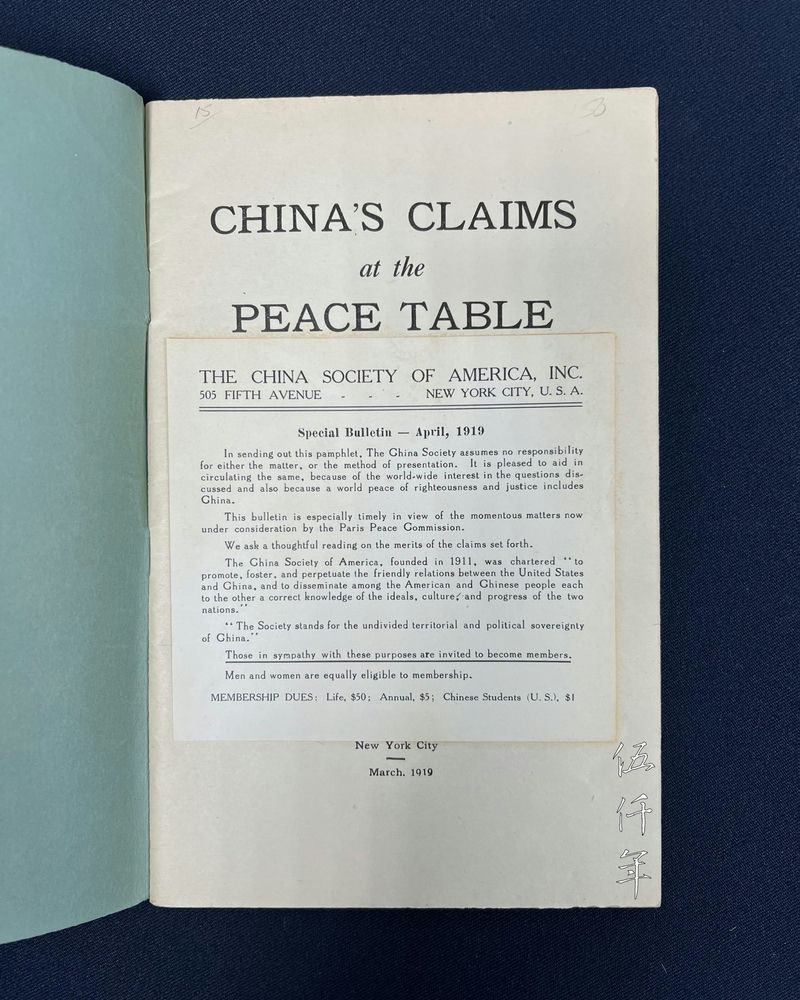 15
CHINA'S CLAIMS
at the
PEACE TABLE
THE CHINA SOCIETY OF AMERICA, INC.
505 FIFTH AVENUE - - - NEW YORK CITY, U. S. A.
Special Bulletin — April, 1919
In sending out this pamphlet, The China Society assumes no responsibility
for either the matter, or the method of presentation. It is pleased to aid in
circulating the same, because of the world-wide interest in the questions dis-
cussed and also because a world peace of righteousness and justice includes
China.
This bulletin is especially timely in view of the momentous matters now
under consideration by the Paris Peace Commission.
We ask a thoughtful reading on the merits of the claims set forth.
The China Society of America, founded in 1911, was chartered "to
promote, foster, and perpetuate the friendly relations between the United States
and China, and to disseminate among the American and Chinese people each
to the other a correct knowledge of the ideals, culture, and progress of the two
nations."
"The Society stands for the undivided territorial and political sovereignty
of China."
Those in sympathy with these purposes are invited to become members.
Men and women are equally eligible to membership.
MEMBERSHIP DUES: Life, $50; Annual, $5; Chinese Students (U. S.), $1
New York City
March, 1919
伍仟年